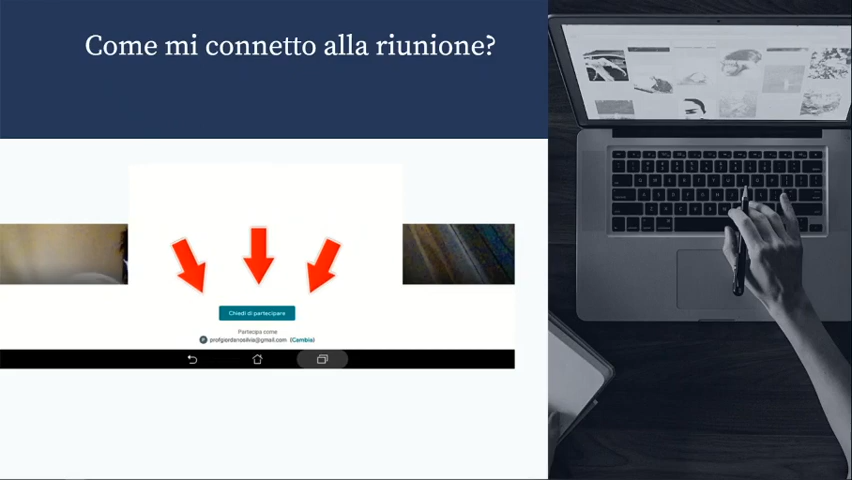 Come mi connetto alla riunione?
Chiedi di partecipare
Partecipa come
P profgiordanosilvia@gmail.com (Cambia)